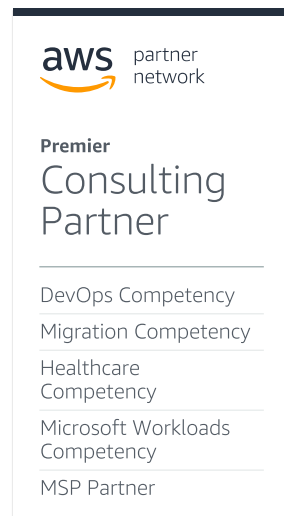 aws partner
network
Premier
Consulting
Partner
DevOps Competency
Migration Competency
Healthcare
Competency
Microsoft Workloads
Competency
MSP Partner